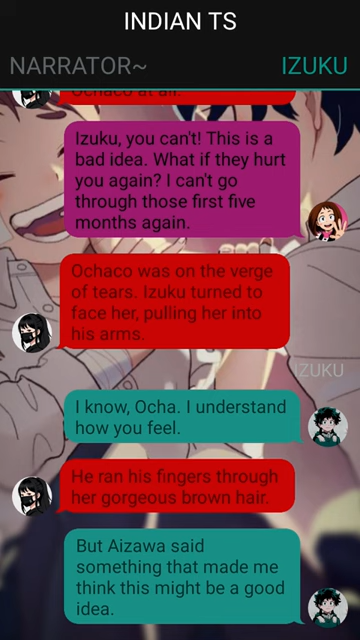 INDIAN TS
NARRATOR~
IZUKU
Ochaco at all.
Izuku, you can't! This is a
bad idea. What if they hurt
you again? I can't go
through those first five
months again.
Ochaco was on the verge
of tears. Izuku turned to
face her, pulling her into
his arms.
IZUKU
I know, Ocha. I understand
how you feel.
He ran his fingers through
her gorgeous brown hair.
But Aizawa said
something that made me
think this might be a good
idea.